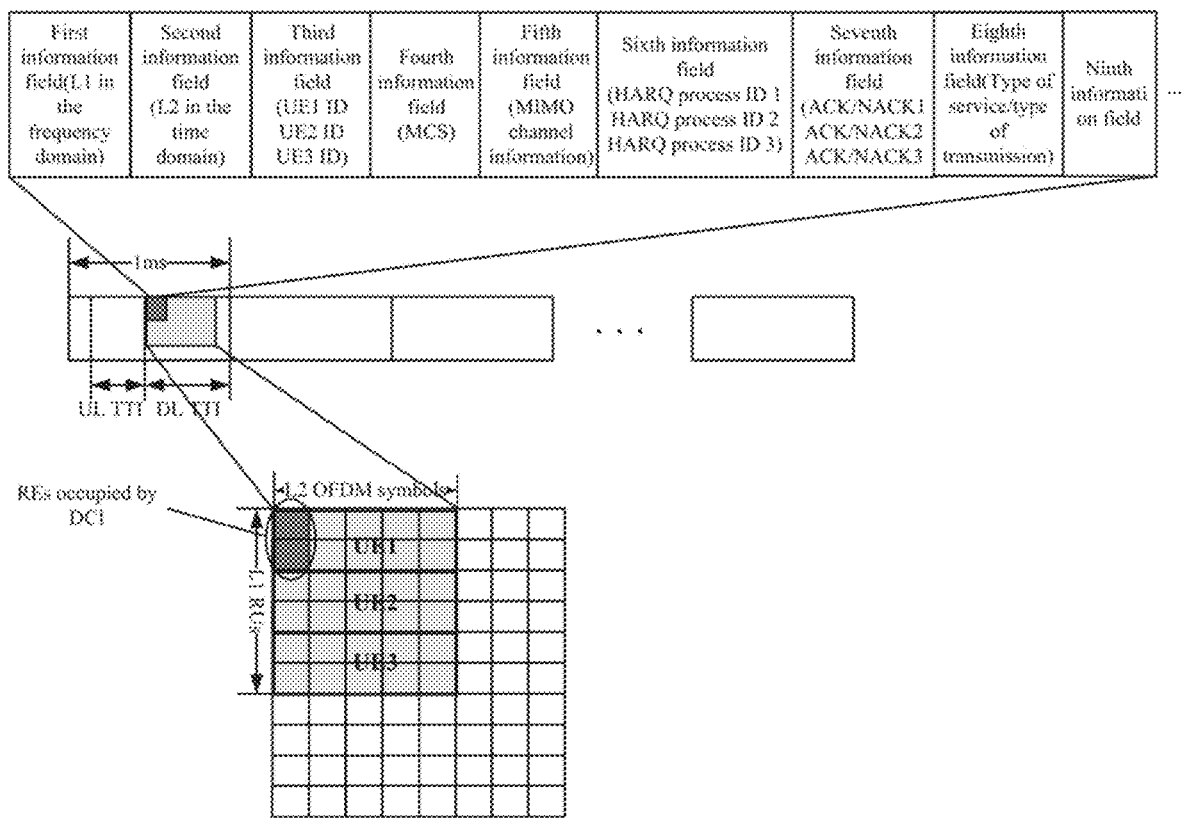 First
information
field(L1 in
the
frequency
domain)
Second
information
field
(L2 in the
time
domain)
Third
information
field
(UE1 ID
UE2 ID
UE3 ID)
Fourth
information
field
(MCS)
Fifth
information
field
(MIMO
channel
information)
Sixth information
field
(HARQ process ID 1
HARQ process ID 2
HARQ process ID 3)
Seventh
information
field
(ACK/NACK1
ACK/NACK2
ACK/NACK3
Eighth
information
field(Type of
service/type
of
transmission)
Ninth
informati
on field
...
1ms
. . .
UL TTI DL TTI
REs occupied by
DCI
L2 OFDM symbols
L1 RUs
UE1
UE2
UE3